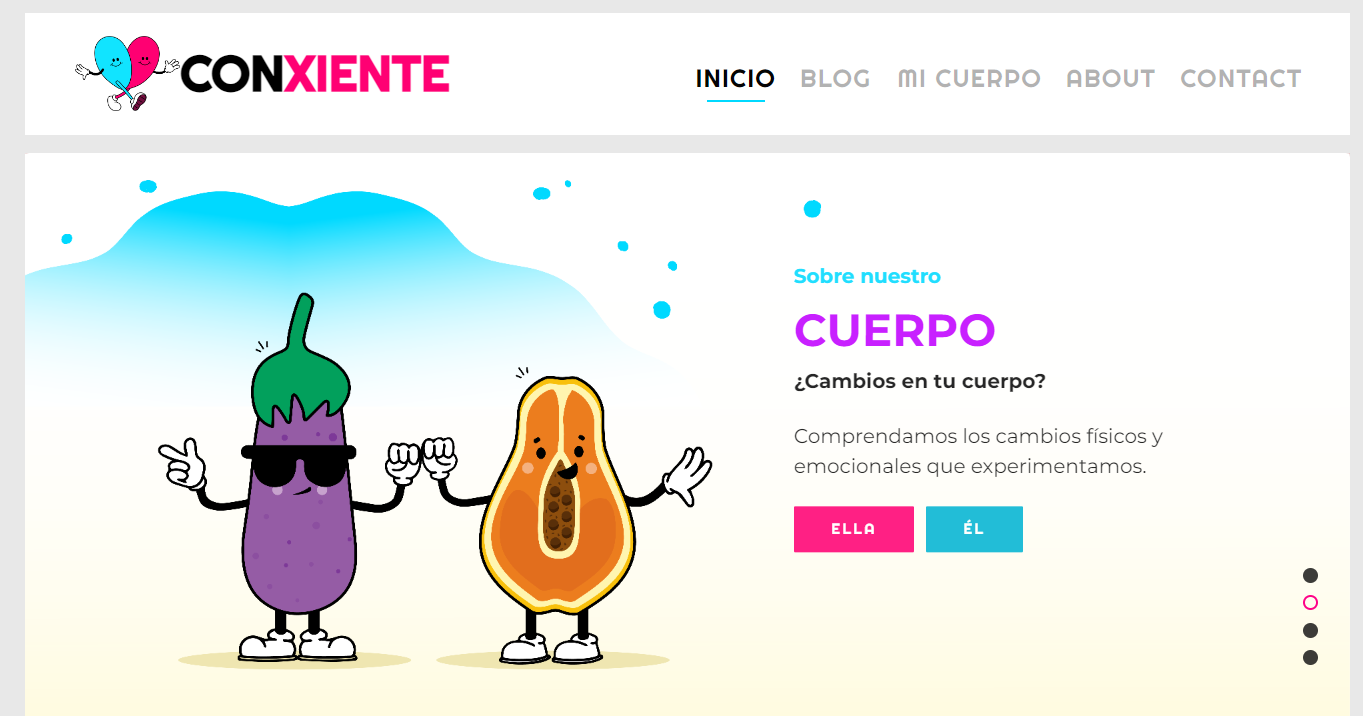 CONXIENTE
INICIO BLOG MI CUERPO ABOUT CONTACT
Sobre nuestro
CUERPO
¿Cambios en tu cuerpo?
Comprendamos los cambios físicos y
emocionales que experimentamos.
ELLA ÉL